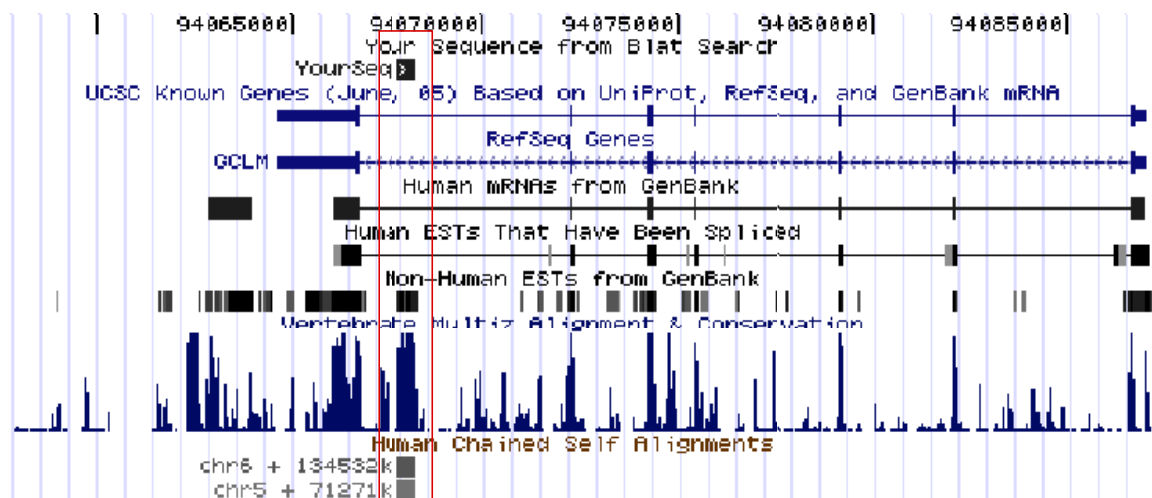 94065000| 94070000| 94075000| 94080000| 94085000|
Your Sequence from Blat Search
YourSeq
UCSC Known Genes (June, 05) Based on UniProt, RefSeq, and GenBank mRNA
RefSeq Genes
GCLM
Human mRNAs from GenBank
Human ESTs That Have Been Spliced
Non-Human ESTs from GenBank
Vertebrate Multiz Alignment & Conservation
Human Chained Self Alignments
chr6 + 134532k
chr5 + 71271k